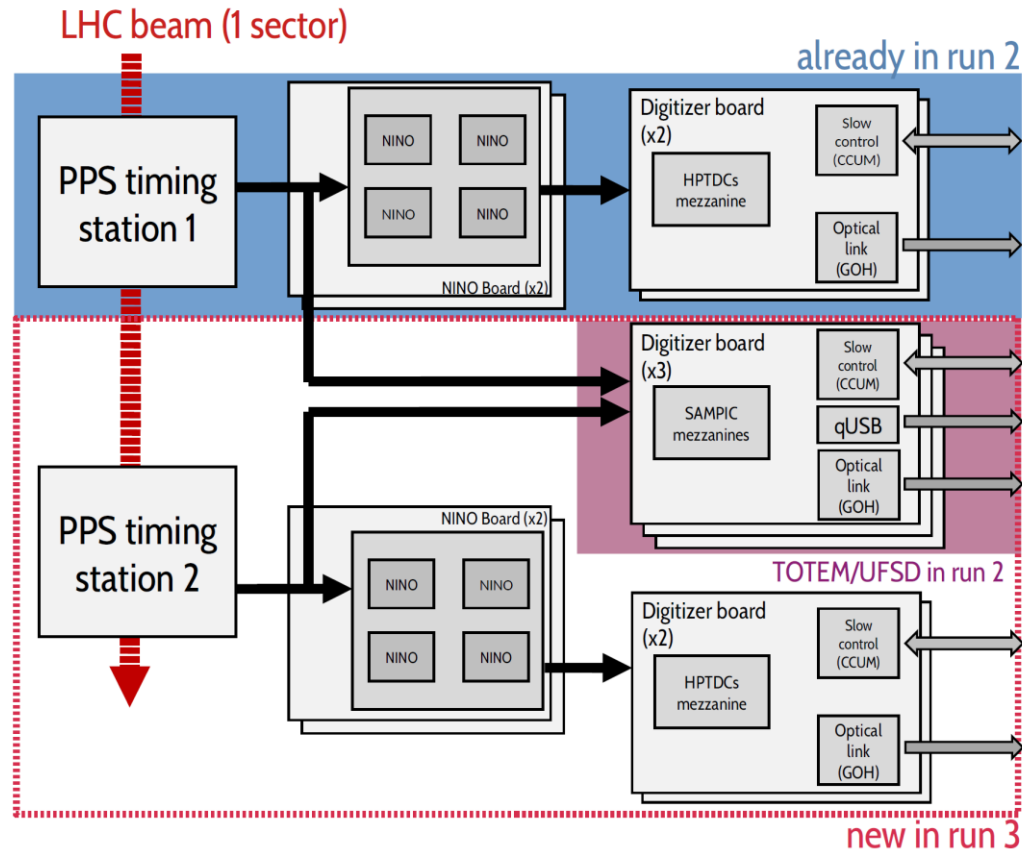 LHC beam (1 sector)
already in run 2
PPS timing
station 1
NINO
NINO
NINO
NINO
NINO Board (x2)
Digitizer board
(x2)
HPTDCs
mezzanine
Slow
control
(CCUM)
Optical
link
(GOH)
Digitizer board
(x3)
SAMPIC
mezzanines
Slow
control
(CCUM)
qUSB
Optical
link
(GOH)
TOTEM/UFSD in run 2
PPS timing
station 2
NINO Board (x2)
NINO
NINO
NINO
NINO
Digitizer board
(x2)
HPTDCs
mezzanine
Slow
control
(CCUM)
Optical
link
(GOH)
new in run 3